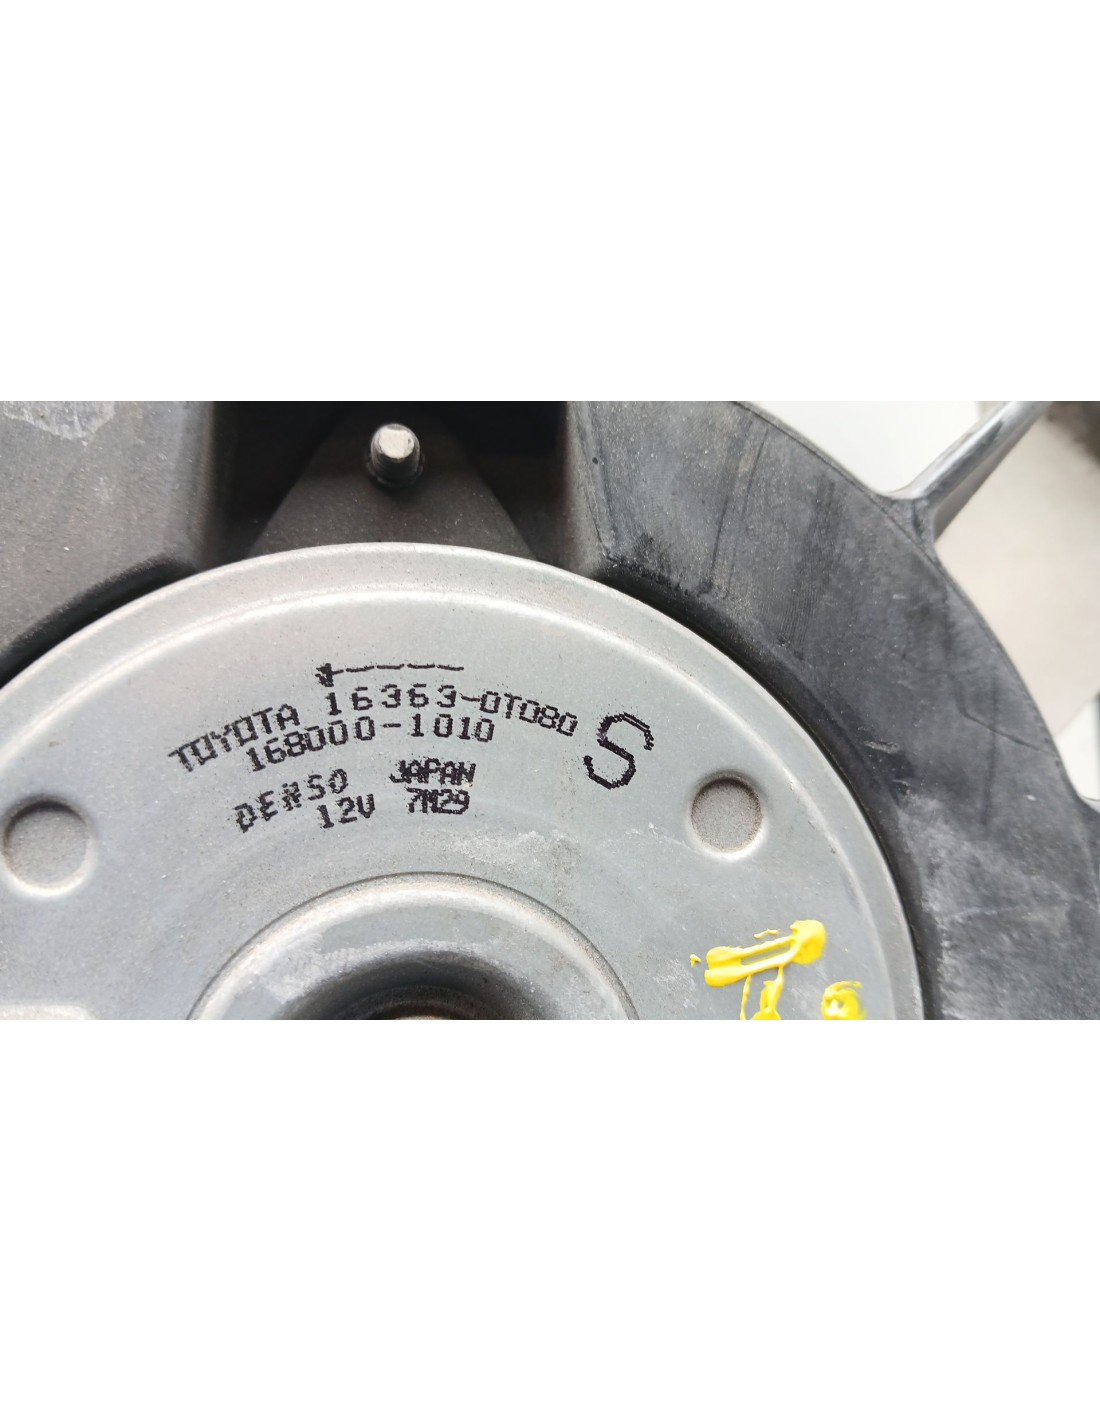 TOYOTA 16363-0T080
168000-1010
S
DENSO JAPAN
12V 7M29